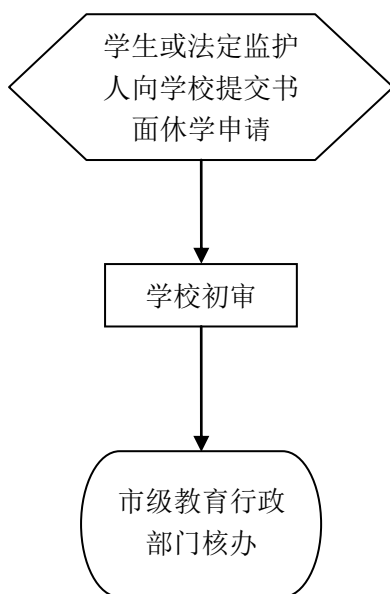 学生或法定监护
人向学校提交书
面休学申请
学校初审
市级教育行政
部门核办